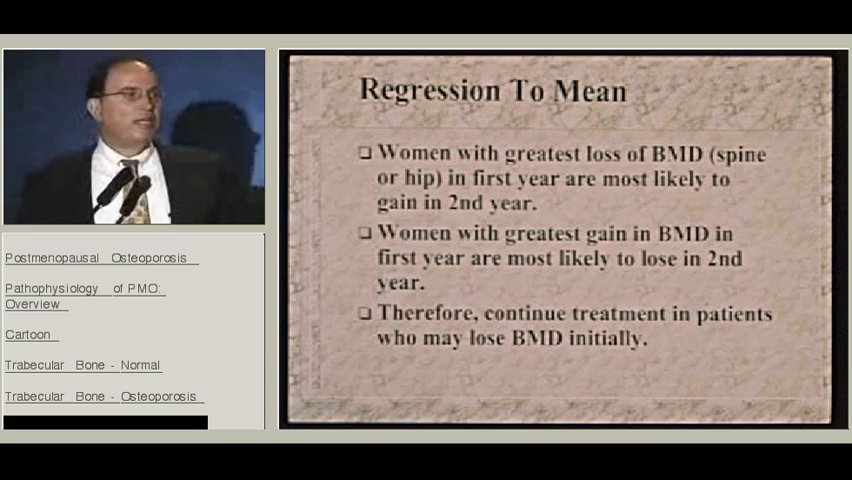 Regression To Mean
❑ Women with greatest loss of BMD (spine
or hip) in first year are most likely to
gain in 2nd year.
❑ Women with greatest gain in BMD in
first year are most likely to lose in 2nd
year.
❑ Therefore, continue treatment in patients
who may lose BMD initially.
Postmenopausal Osteoporosis
Pathophysiology of PMO:
Overview
Cartoon
Trabecular Bone - Normal
Trabecular Bone - Osteoporosis